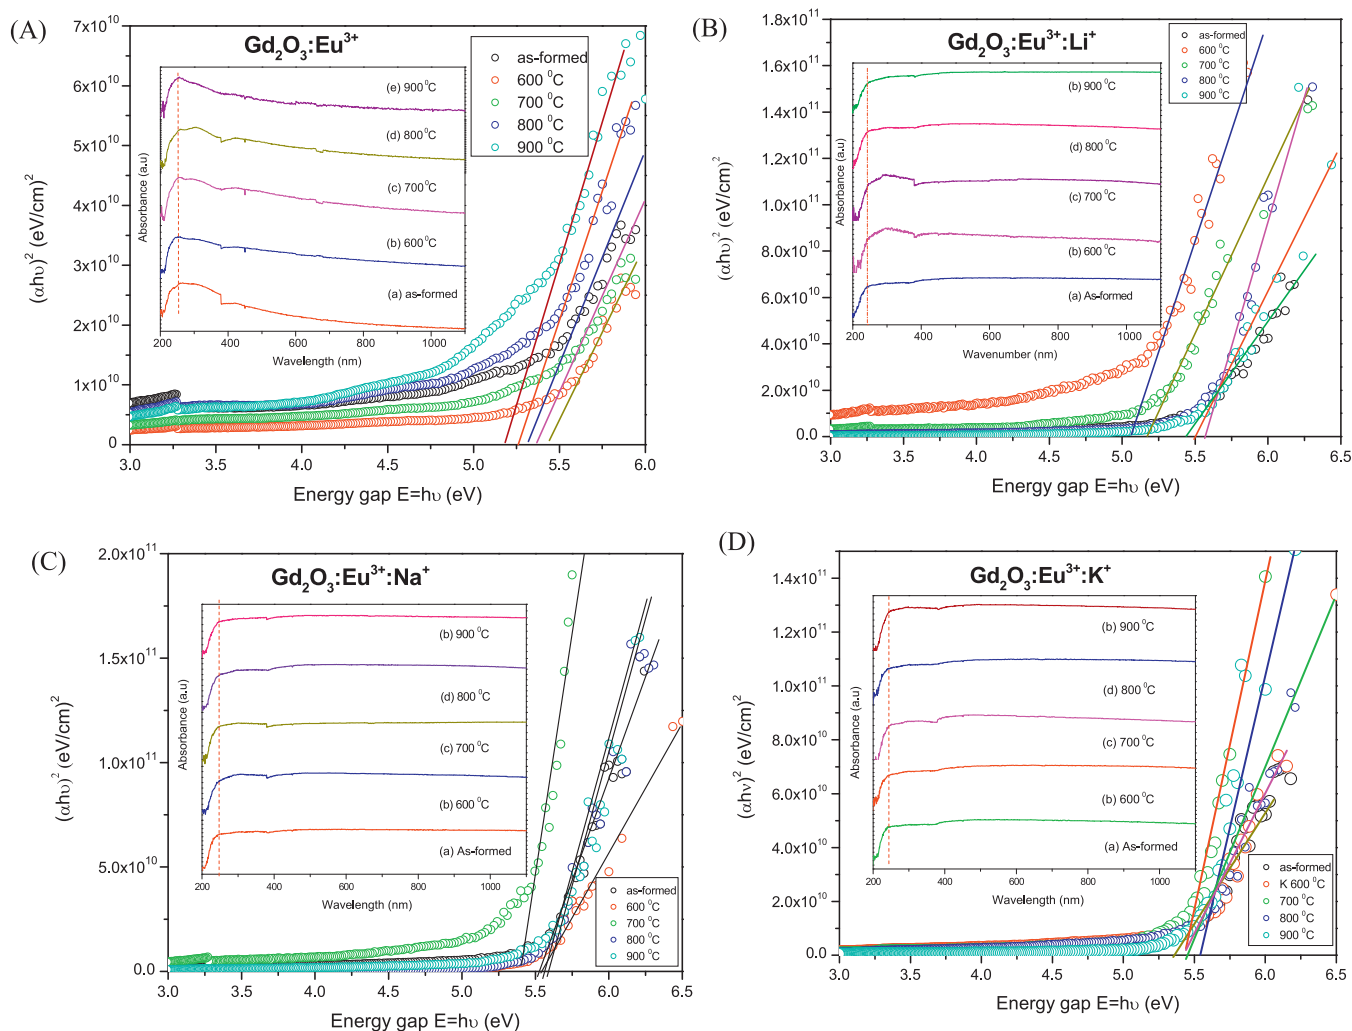 (A)
Gd2O3:Eu3+
as-formed
600 °C
700 °C
800 °C
900 °C
(e) 900 °C
(d) 800 °C
(c) 700 °C
(b) 600 °C
(a) as-formed
Absorbance (a.u)
200 400 600 800 1000
Wavelength (nm)
7x10^10
6x10^10
5x10^10
4x10^10
3x10^10
2x10^10
1x10^10
0
(αhυ)^2 (eV/cm)^2
3.0 3.5 4.0 4.5 5.0 5.5 6.0
Energy gap E=hυ (eV)
(B)
Gd2O3:Eu3+:Li+
as-formed
600 °C
700 °C
800 °C
900 °C
(b) 900 °C
(d) 800 °C
(c) 700 °C
(b) 600 °C
(a) As-formed
Absorbance (a.u)
200 400 600 800 1000
Wavenumber (nm)
1.8x10^11
1.6x10^11
1.4x10^11
1.2x10^11
1.0x10^11
8.0x10^10
6.0x10^10
4.0x10^10
2.0x10^10
0.0
(αhυ)^2 (eV/cm)^2
3.0 3.5 4.0 4.5 5.0 5.5 6.0 6.5
Energy gap E=hυ (eV)
(C)
Gd2O3:Eu3+:Na+
(b) 900 °C
(d) 800 °C
(c) 700 °C
(b) 600 °C
(a) As-formed
Absorbance (a.u)
200 400 600 800 1000
Wavelength (nm)
as-formed
600 °C
700 °C
800 °C
900 °C
2.0x10^11
1.5x10^11
1.0x10^11
5.0x10^10
0.0
(αhυ)^2 (eV/cm)^2
3.0 3.5 4.0 4.5 5.0 5.5 6.0 6.5
Energy gap E=hυ (eV)
(D)
Gd2O3:Eu3+:K+
(b) 900 °C
(d) 800 °C
(c) 700 °C
(b) 600 °C
(a) As-formed
Absorbance (a.u)
200 400 600 800 1000
Wavelength (nm)
as-formed
K 600 °C
700 °C
800 °C
900 °C
1.4x10^11
1.2x10^11
1.0x10^11
8.0x10^10
6.0x10^10
4.0x10^10
2.0x10^10
0.0
(αhν)^2 (eV/cm)^2
3.0 3.5 4.0 4.5 5.0 5.5 6.0 6.5
Energy gap E=hυ (eV)